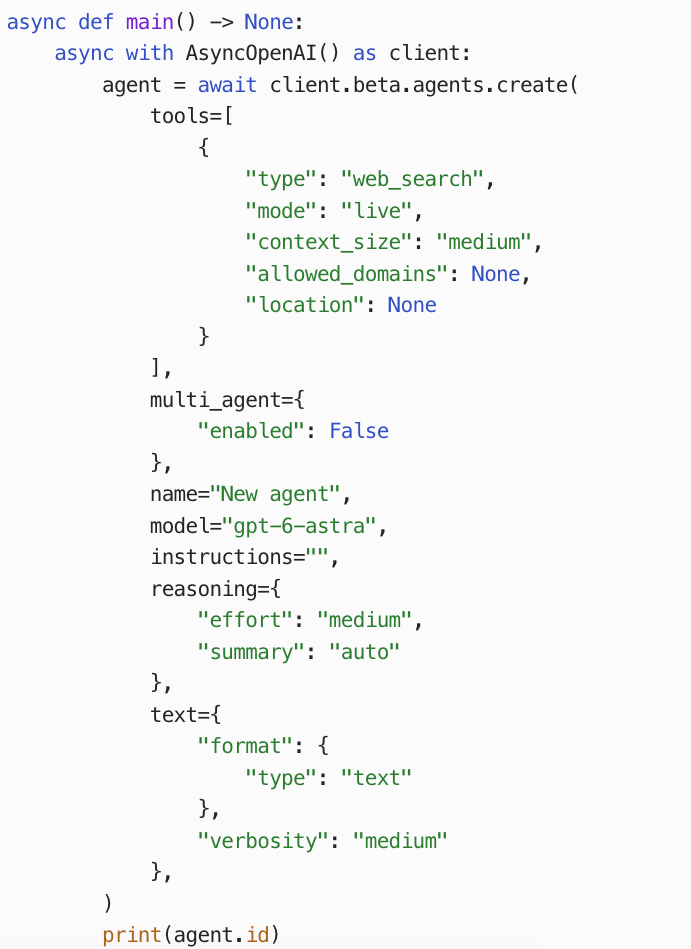 async def main() -> None:
    async with AsyncOpenAI() as client:
        agent = await client.beta.agents.create(
            tools=[
                {
                    "type": "web_search",
                    "mode": "live",
                    "context_size": "medium",
                    "allowed_domains": None,
                    "location": None
                }
            ],
            multi_agent={
                "enabled": False
            },
            name="New agent",
            model="gpt-6-astra",
            instructions="",
            reasoning={
                "effort": "medium",
                "summary": "auto"
            },
            text={
                "format": {
                    "type": "text"
                },
                "verbosity": "medium"
            },
        )
        print(agent.id)